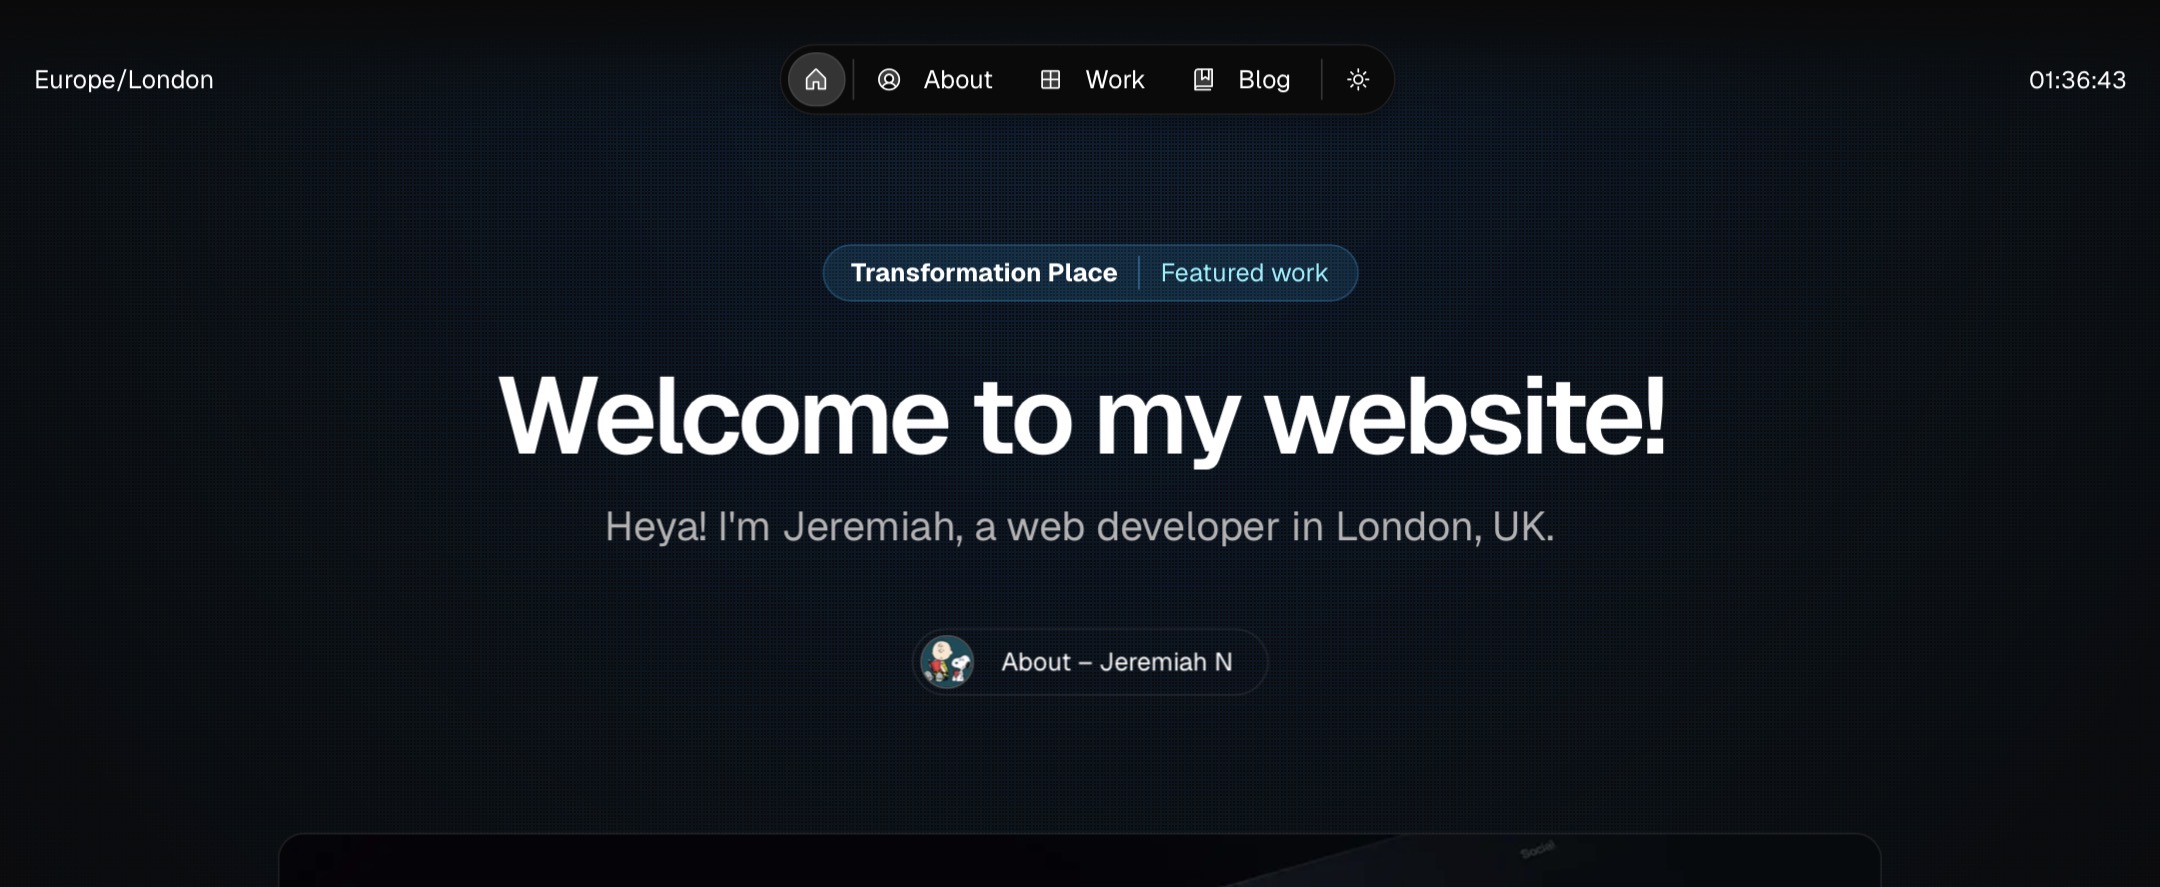 Europe/London
About
Work
Blog
01:36:43
Transformation Place
Featured work
Welcome to my website!
Heya! I'm Jeremiah, a web developer in London, UK.
About – Jeremiah N
Social